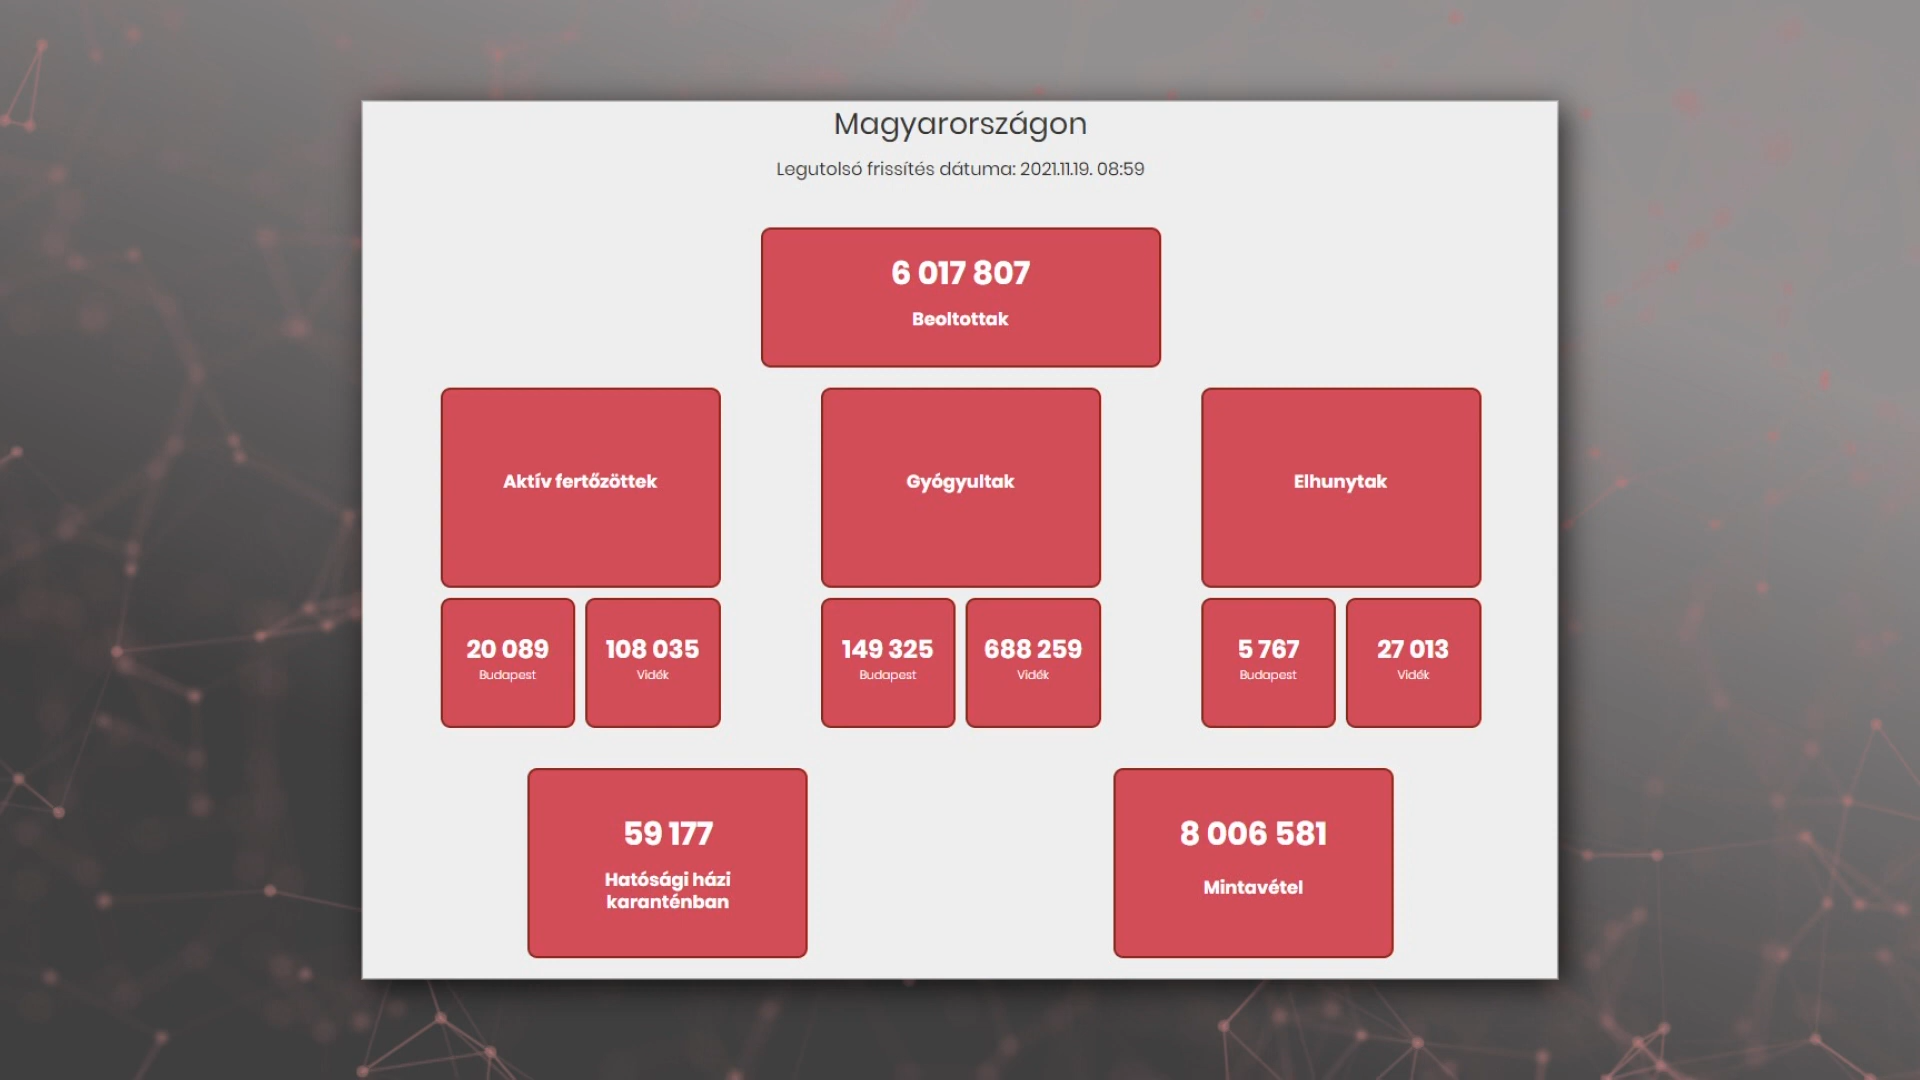 Magyarországon
Legutolsó frissítés dátuma: 2021.11.19. 08:59
6 017 807
Beoltottak
Aktív fertőzöttek
Gyógyultak
Elhunytak
20 089
Budapest
108 035
Vidék
149 325
Budapest
688 259
Vidék
5 767
Budapest
27 013
Vidék
59 177
Hatósági házi
karanténban
8 006 581
Mintavétel